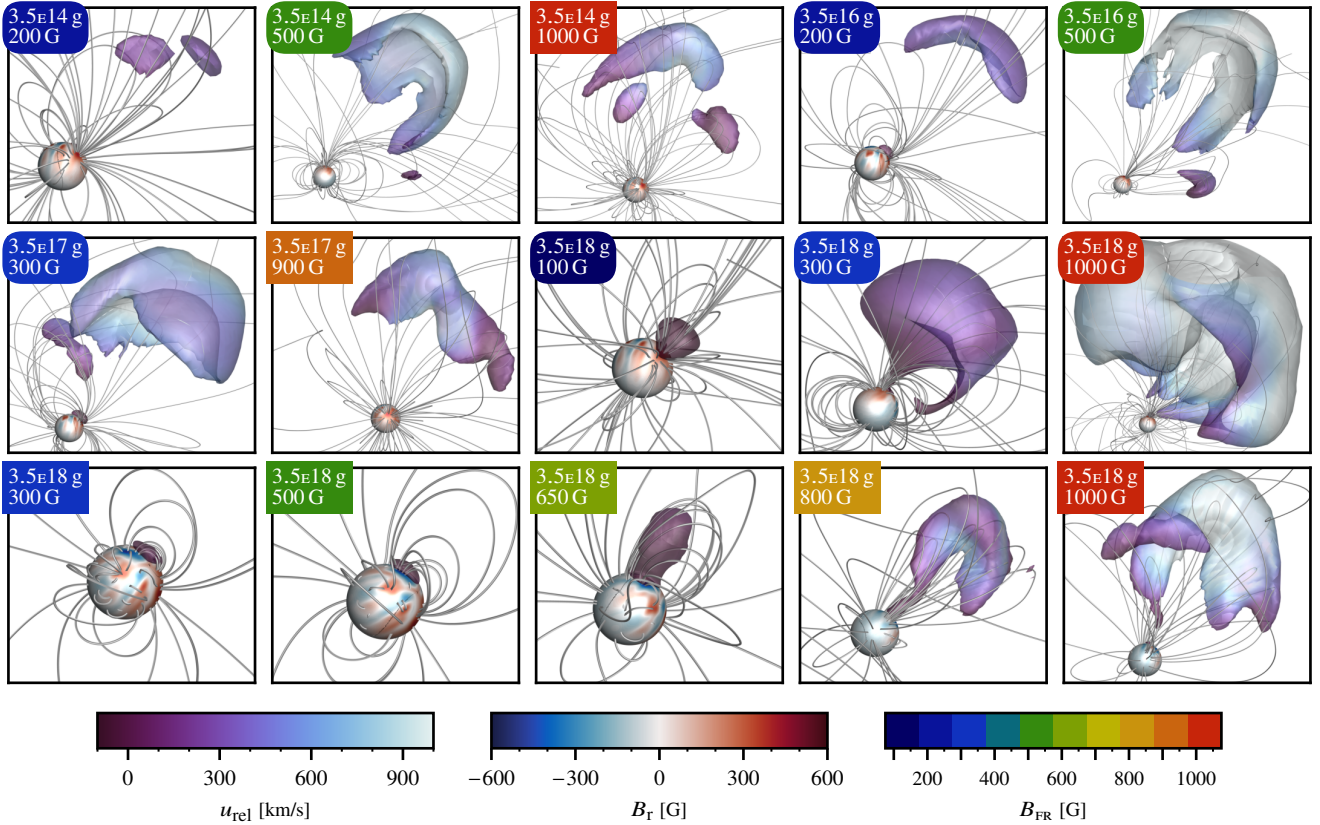 3.5E14 g
200 G
3.5E14 g
500 G
3.5E14 g
1000 G
3.5E16 g
200 G
3.5E16 g
500 G
3.5E17 g
300 G
3.5E17 g
900 G
3.5E18 g
100 G
3.5E18 g
300 G
3.5E18 g
1000 G
3.5E18 g
300 G
3.5E18 g
500 G
3.5E18 g
650 G
3.5E18 g
800 G
3.5E18 g
1000 G
0 300 600 900
u_rel [km/s]
−600 −300 0 300 600
B_r [G]
200 400 600 800 1000
B_FR [G]